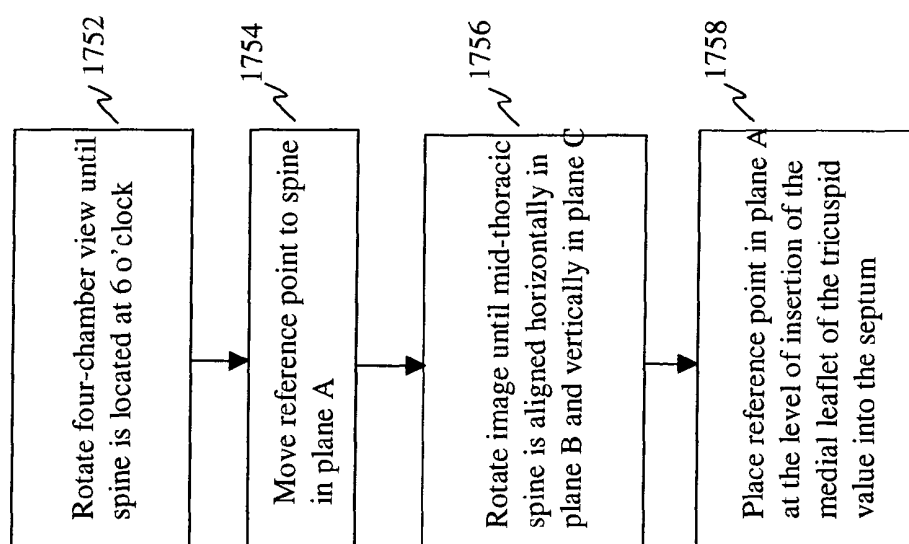 1752
Rotate four-chamber view until
spine is located at 6 o'clock
1754
Move reference point to spine
in plane A
1756
Rotate image until mid-thoracic
spine is aligned horizontally in
plane B and vertically in plane C
1758
Place reference point in plane A
at the level of insertion of the
medial leaflet of the tricuspid
value into the septum